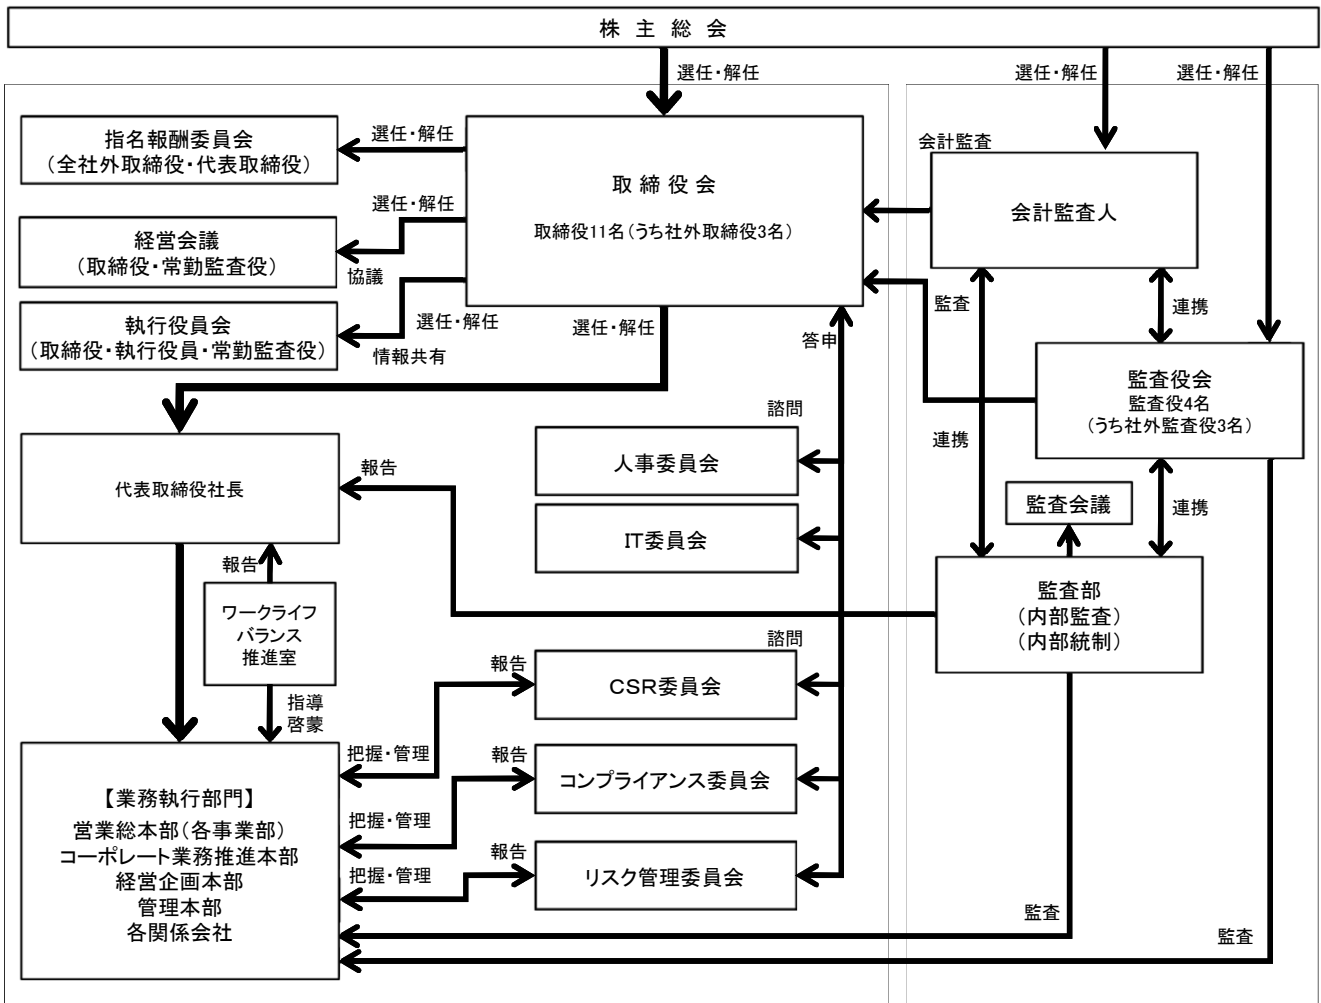 株主総会
選任・解任
選任・解任
選任・解任
指名報酬委員会
(全社外取締役・代表取締役)
選任・解任
取締役会
取締役11名(うち社外取締役3名)
会計監査
会計監査人
選任・解任
経営会議
(取締役・常勤監査役)
協議
監査
連携
執行役員会
(取締役・執行役員・常勤監査役)
選任・解任
情報共有
選任・解任
答申
監査役会
監査役4名
(うち社外監査役3名)
諮問
連携
代表取締役社長
報告
人事委員会
監査会議
連携
IT委員会
報告
ワークライフ
バランス
推進室
監査部
(内部監査)
(内部統制)
諮問
報告
CSR委員会
指導
啓蒙
把握・管理
報告
コンプライアンス委員会
【業務執行部門】
営業総本部(各事業部)
コーポレート業務推進本部
経営企画本部
管理本部
各関係会社
把握・管理
報告
リスク管理委員会
把握・管理
監査
監査